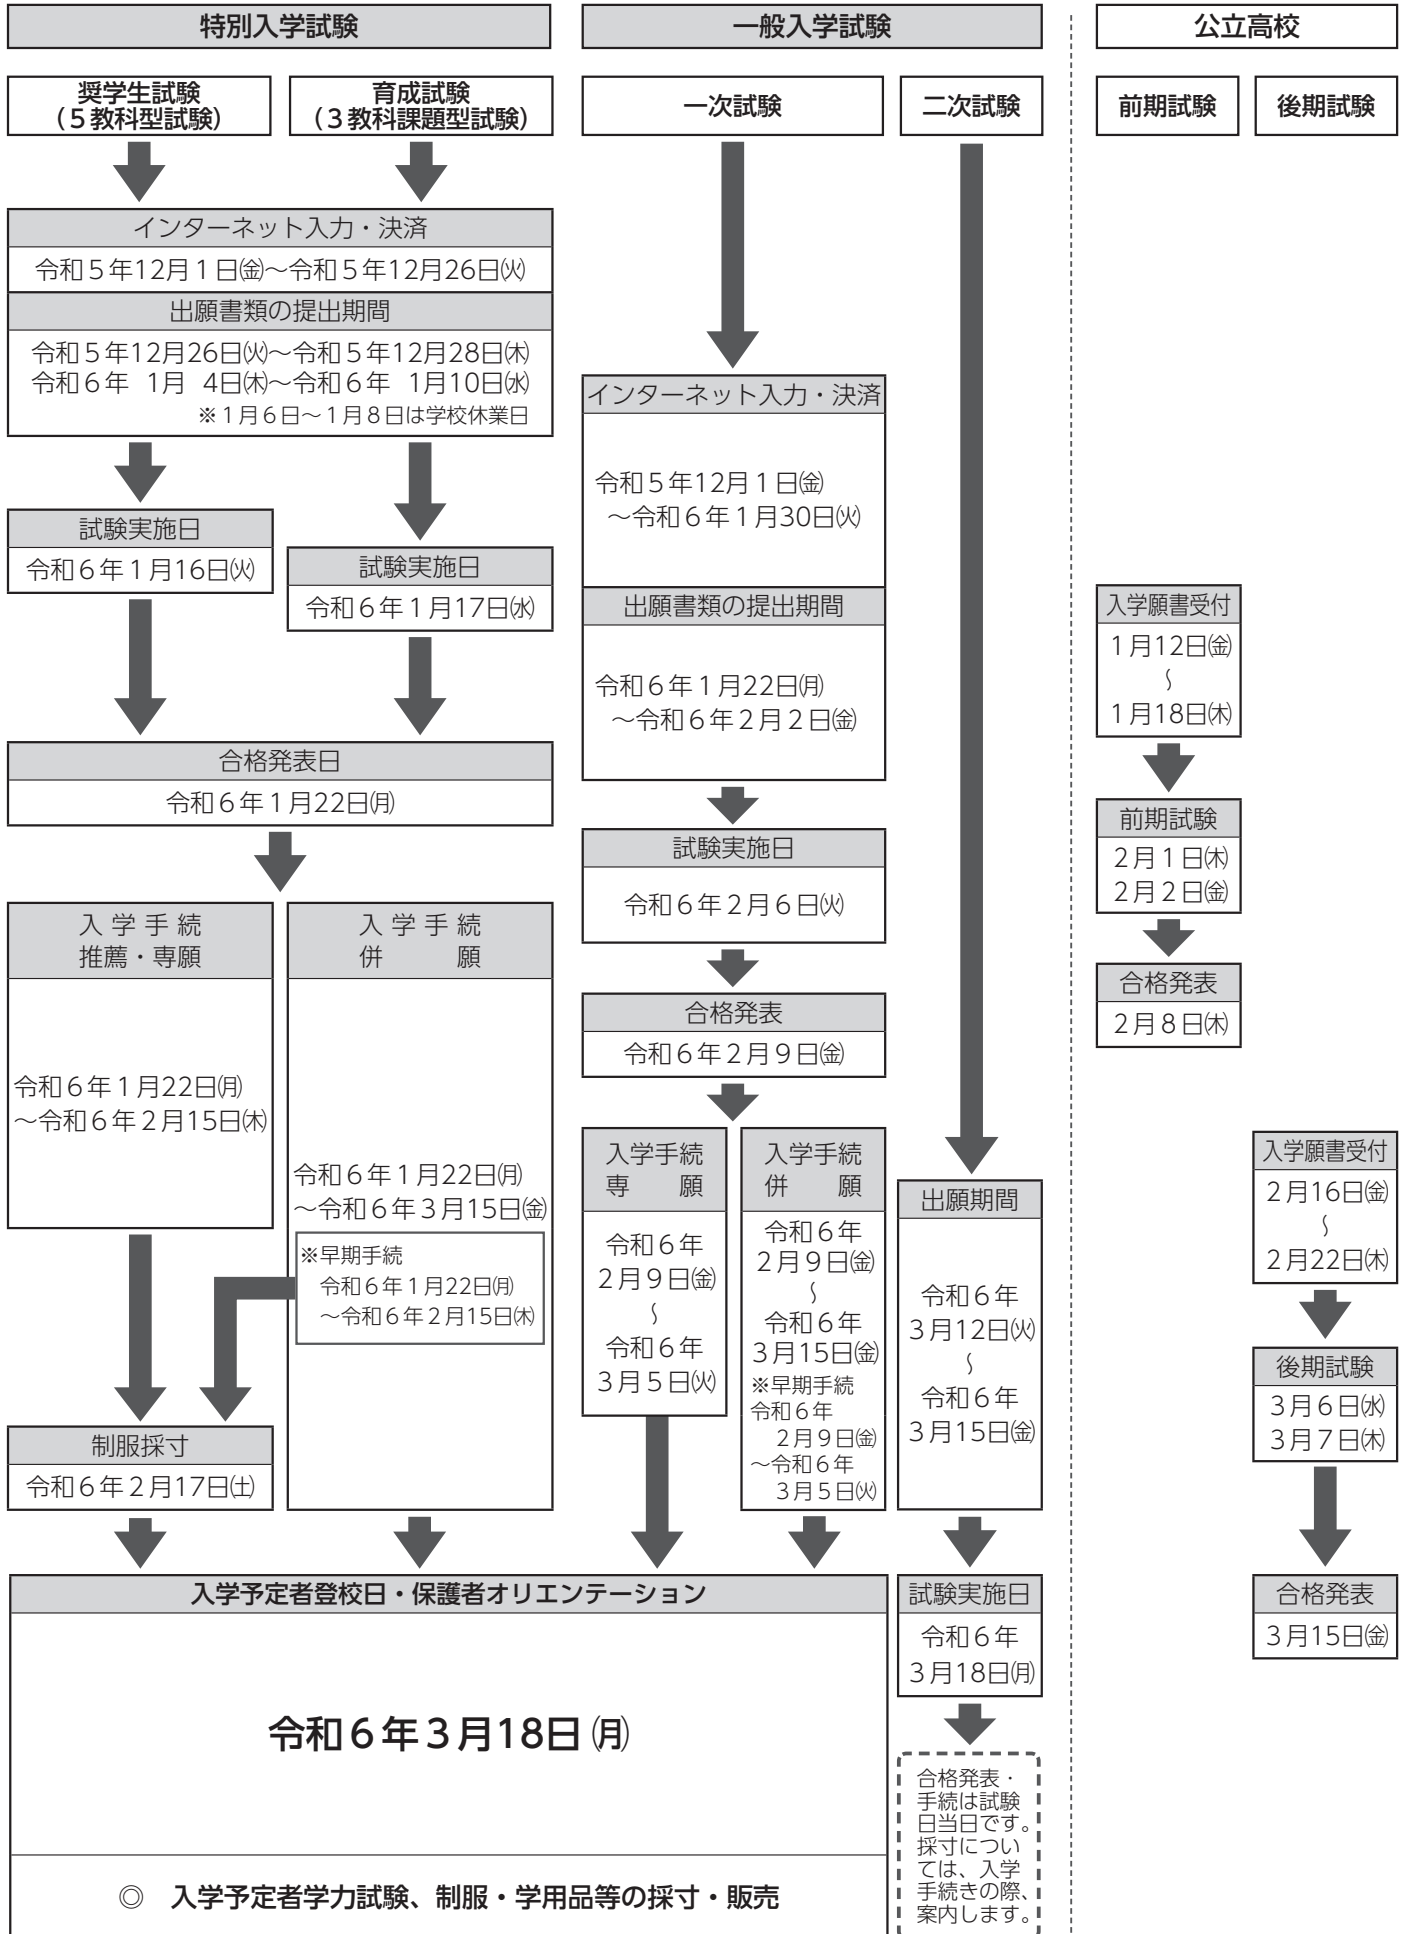 特別入学試験
奨学生試験
（５教科型試験）
育成試験
（３教科課題型試験）
インターネット入力・決済
令和５年12月１日㈮～令和５年12月26日㈫
出願書類の提出期間
令和５年12月26日㈫～令和５年12月28日㈭
令和６年 1月 4日㈭～令和６年 1月10日㈬
※１月６日～１月８日は学校休業日
試験実施日
令和６年１月16日㈫
試験実施日
令和６年１月17日㈬
合格発表日
令和６年１月22日㈪
入学手続
推薦・専願
令和６年１月22日㈪
～令和６年２月15日㈭
入学手続
併 願
令和６年１月22日㈪
～令和６年３月15日㈮
※早期手続
令和６年１月22日㈪
～令和６年２月15日㈭
制服採寸
令和６年２月17日㈯
一般入学試験
一次試験
インターネット入力・決済
令和５年12月１日㈮
～令和６年１月30日㈫
出願書類の提出期間
令和６年１月22日㈪
～令和６年２月２日㈮
試験実施日
令和６年２月６日㈫
合格発表
令和６年２月９日㈮
入学手続
専 願
令和６年
２月９日㈮
～
令和６年
３月５日㈫
入学手続
併 願
令和６年
２月９日㈮
～
令和６年
３月15日㈮
※早期手続
令和６年
２月９日㈮
～令和６年
３月５日㈫
入学予定者登校日・保護者オリエンテーション
令和６年３月18日㈪
◎ 入学予定者学力試験、制服・学用品等の採寸・販売
二次試験
出願期間
令和６年
３月12日㈫
～
令和６年
３月15日㈮
試験実施日
令和６年
３月18日㈪
合格発表・
手続は試験
日当日です。
採寸につい
ては、入学
手続きの際、
案内します。
公立高校
前期試験
入学願書受付
１月12日㈮
～
１月18日㈭
前期試験
２月１日㈭
２月２日㈮
合格発表
２月８日㈭
後期試験
入学願書受付
２月16日㈮
～
２月22日㈭
後期試験
３月６日㈬
３月７日㈭
合格発表
３月15日㈮